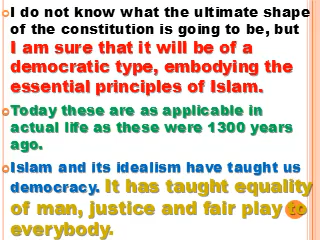 I do not know what the ultimate shape
of the constitution is going to be, but
I am sure that it will be of a
democratic type, embodying the
essential principles of Islam.
Today these are as applicable in
actual life as these were 1300 years
ago.
Islam and its idealism have taught us
democracy. It has taught equality
of man, justice and fair play to
everybody.